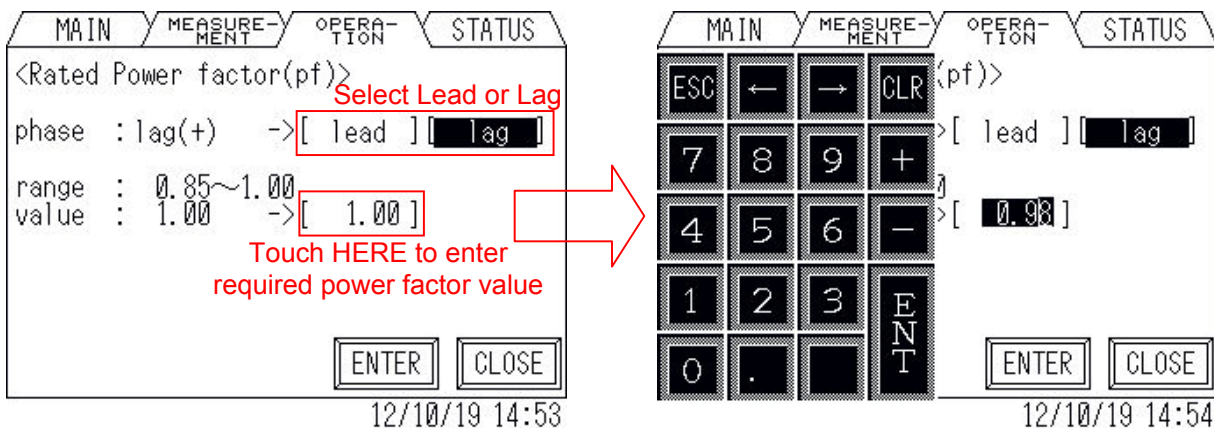 MAIN
MEASURE-
MENT
OPERA-
TION
STATUS
<Rated Power factor(pf)>
Select Lead or Lag
phase : lag(+) ->[ lead ][ lag ]
range : 0.85～1.00
value : 1.00 ->[ 1.00 ]
Touch HERE to enter
required power factor value
ENTER
CLOSE
12/10/19 14:53
MAIN
MEASURE-
MENT
OPERA-
TION
STATUS
ESC ← → CLR
(pf)>
7 8 9 +
>[ lead ][ lag ]
0
4 5 6 -
>[ 0.98 ]
1 2 3 ENT
0 .
ENTER
CLOSE
12/10/19 14:54